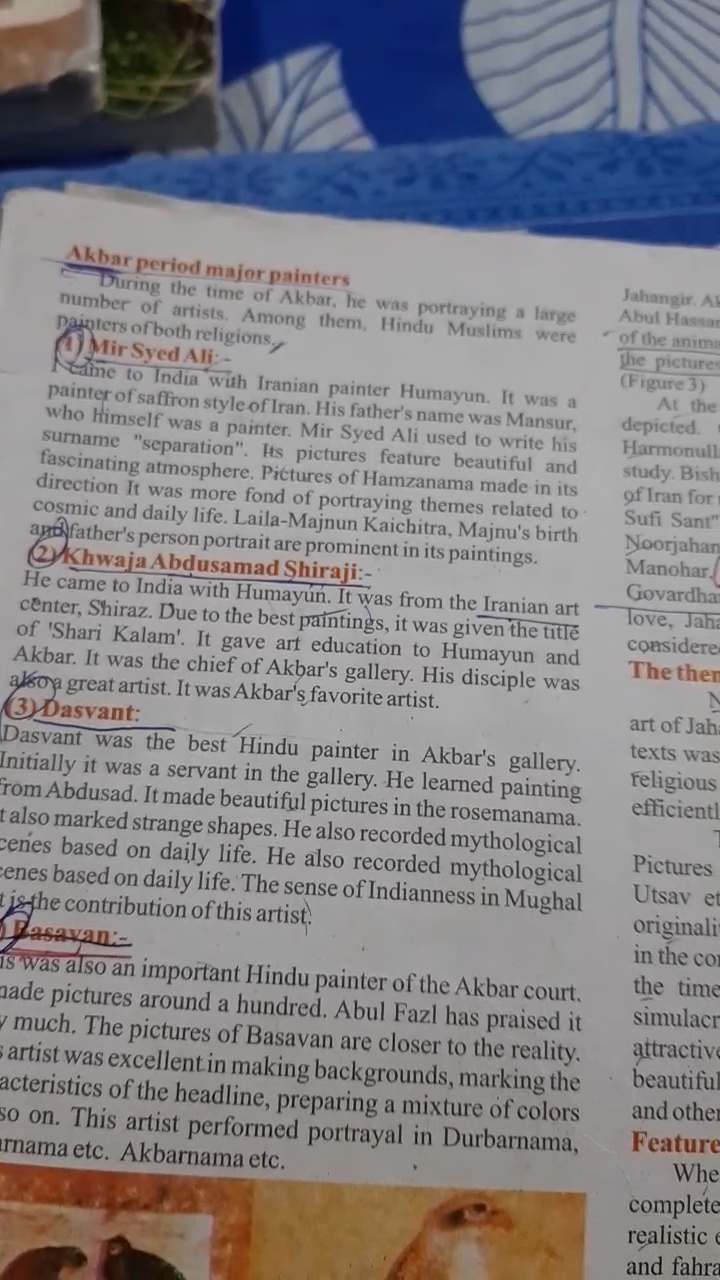 Akbar period major painters
During the time of Akbar, he was portraying a large
number of artists. Among them, Hindu Muslims were
painters of both religions.
(1) Mir Syed Ali:-
I came to India with Iranian painter Humayun. It was a
painter of saffron style of Iran. His father's name was Mansur,
who himself was a painter. Mir Syed Ali used to write his
surname "separation". Its pictures feature beautiful and
fascinating atmosphere. Pictures of Hamzanama made in its
direction It was more fond of portraying themes related to
cosmic and daily life. Laila-Majnun Kaichitra, Majnu's birth
and father's person portrait are prominent in its paintings.
(2) Khwaja Abdusamad Shiraji:-
He came to India with Humayun. It was from the Iranian art
center, Shiraz. Due to the best paintings, it was given the title
of 'Shari Kalam'. It gave art education to Humayun and
Akbar. It was the chief of Akbar's gallery. His disciple was
also a great artist. It was Akbar's favorite artist.
(3) Dasvant:
Dasvant was the best Hindu painter in Akbar's gallery.
Initially it was a servant in the gallery. He learned painting
from Abdusad. It made beautiful pictures in the rosemanama.
t also marked strange shapes. He also recorded mythological
cenes based on daily life. He also recorded mythological
cenes based on daily life. The sense of Indianness in Mughal
t is the contribution of this artist.
) Basavan:-
is was also an important Hindu painter of the Akbar court.
made pictures around a hundred. Abul Fazl has praised it
y much. The pictures of Basavan are closer to the reality.
s artist was excellent in making backgrounds, marking the
acteristics of the headline, preparing a mixture of colors
so on. This artist performed portrayal in Durbarnama,
arnama etc. Akbarnama etc.
Jahangir. Ak
Abul Hassan
of the anima
the pictures
(Figure 3)
At the
depicted.
Harmonull
study. Bish
of Iran for
Sufi Sant"
Noorjahan
Manohar,
Govardha
love, Jaha
considere
The then
N
art of Jah
texts was
religious
efficientl
T
Pictures
Utsav et
originali
in the co
the time
simulacr
attractive
beautiful
and other
Feature
Whe
complete
realistic e
and fahra